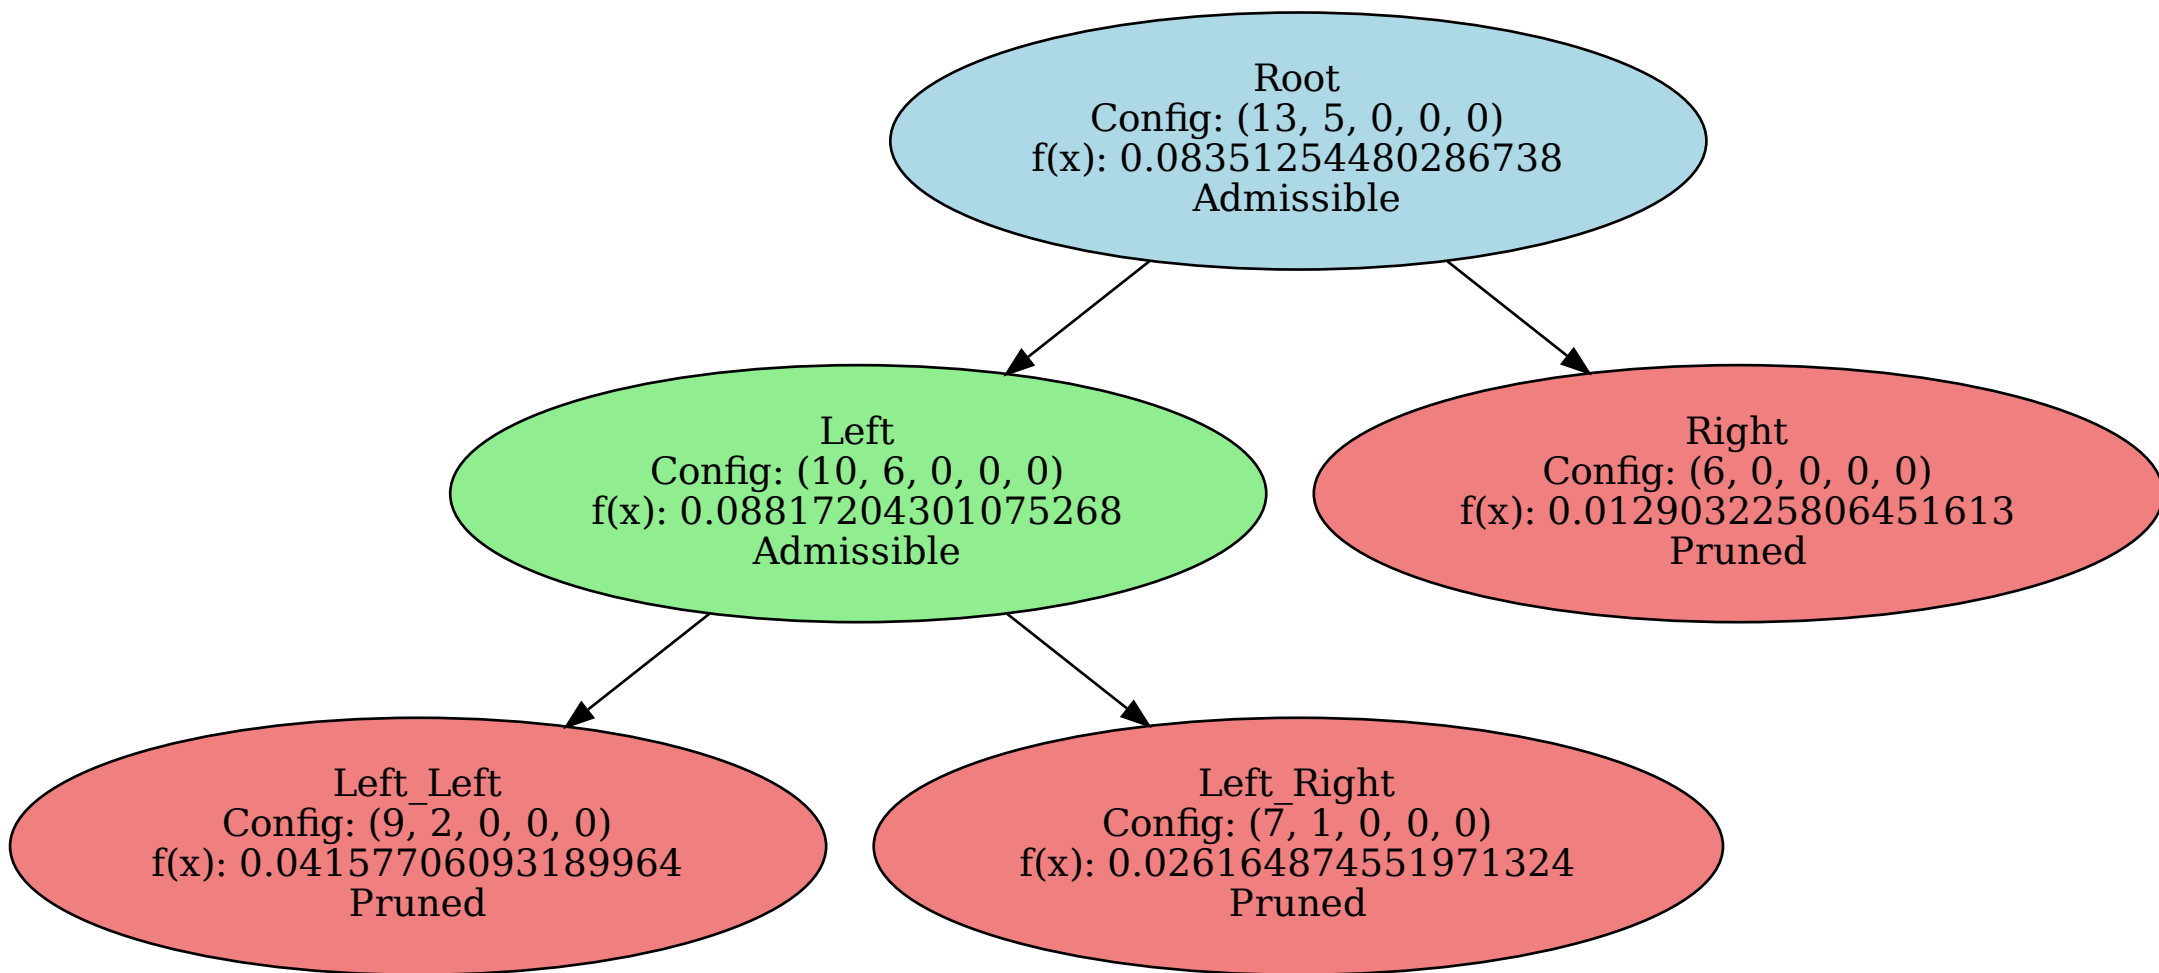 Root
Config: (13, 5, 0, 0, 0)
f(x): 0.08351254480286738
Admissible
Left
Config: (10, 6, 0, 0, 0)
f(x): 0.08817204301075268
Admissible
Right
Config: (6, 0, 0, 0, 0)
f(x): 0.012903225806451613
Pruned
Left_Left
Config: (9, 2, 0, 0, 0)
f(x): 0.041577060931899​64
Pruned
Left_Right
Config: (7, 1, 0, 0, 0)
f(x): 0.026164874551971324
Pruned